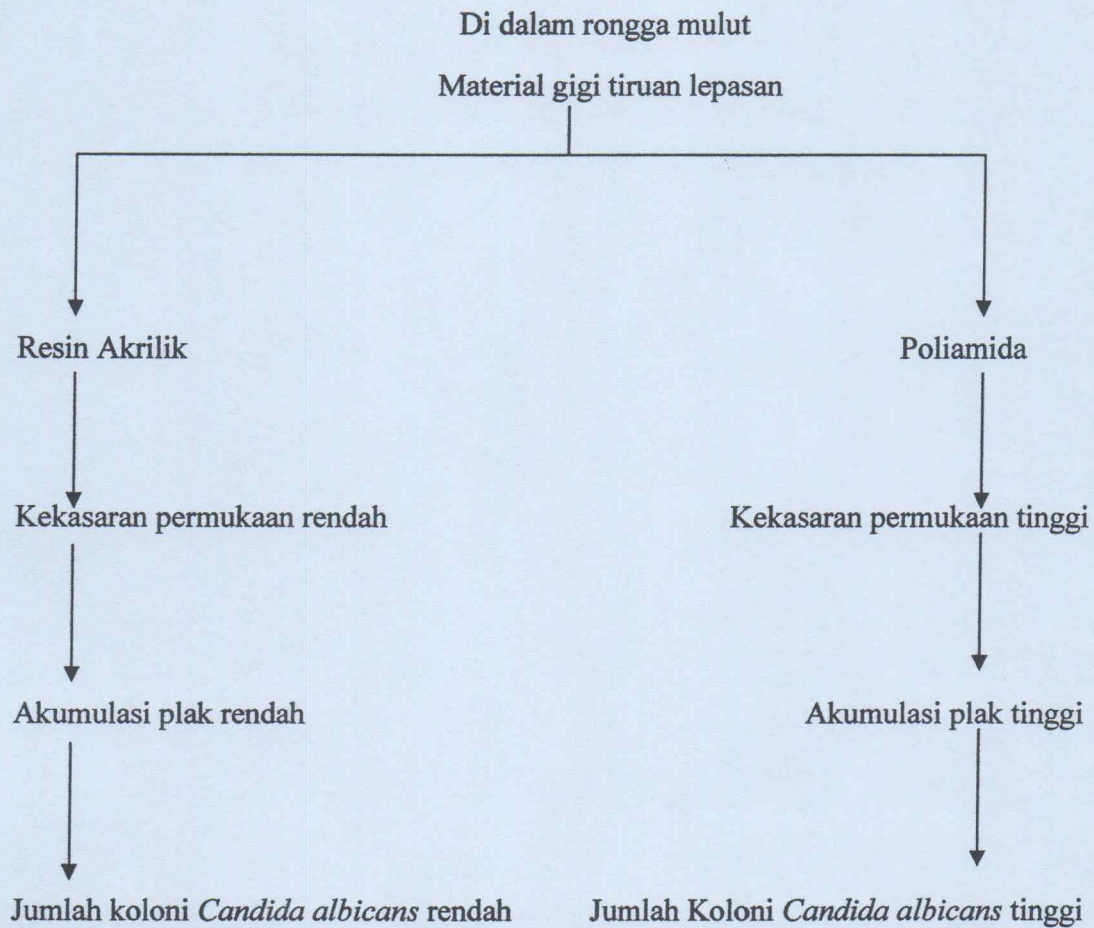 Di dalam rongga mulut
Material gigi tiruan lepasan
Resin Akrilik
Poliamida
Kekasaran permukaan rendah
Kekasaran permukaan tinggi
Akumulasi plak rendah
Akumulasi plak tinggi
Jumlah koloni Candida albicans rendah
Jumlah Koloni Candida albicans tinggi